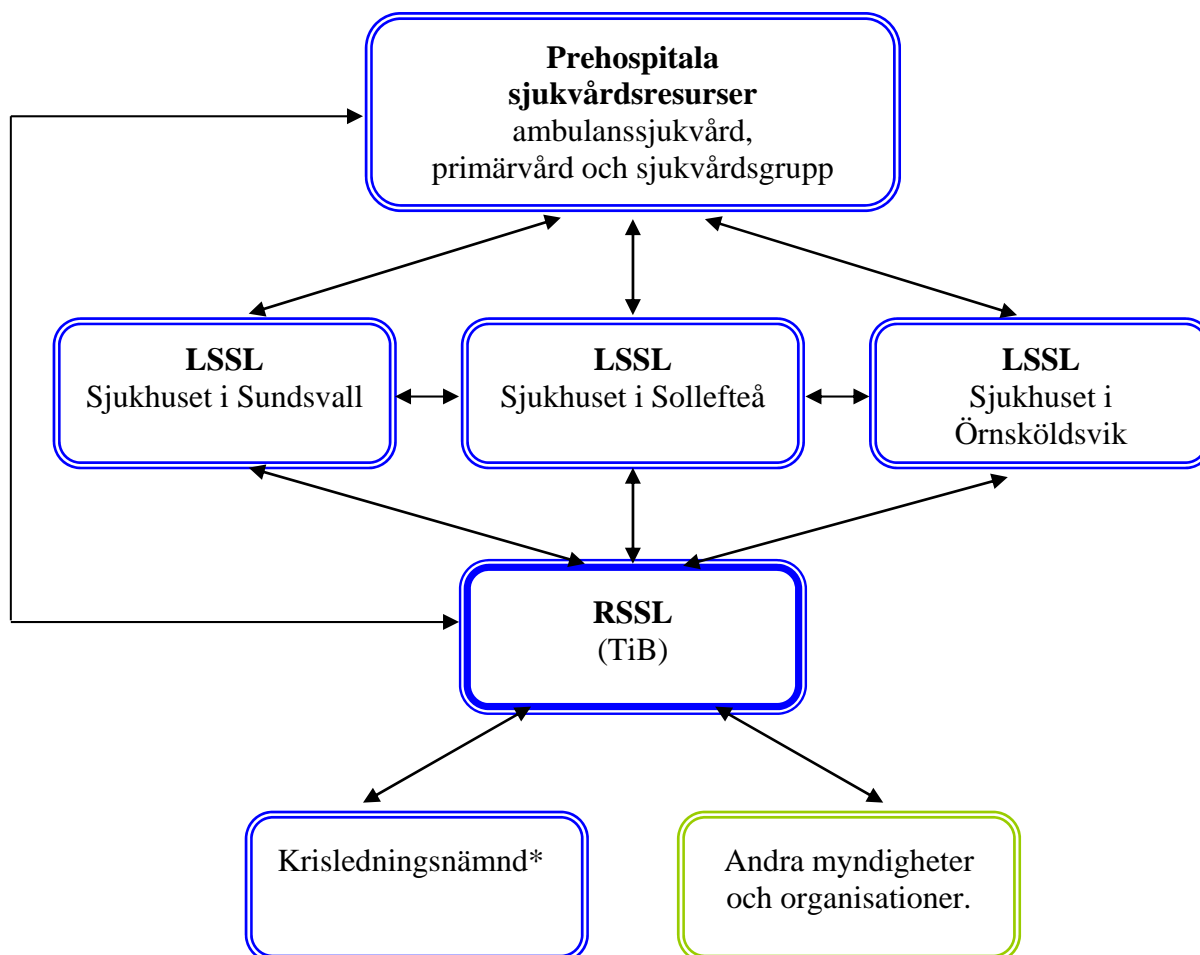 Prehospitala
sjukvårdsresurser
ambulanssjukvård,
primärvård och sjukvårdsgrupp
LSSL
Sjukhuset i Sundsvall
LSSL
Sjukhuset i Sollefteå
LSSL
Sjukhuset i
Örnsköldsvik
RSSL
(TiB)
Krisledningsnämnd*
Andra myndigheter
och organisationer.